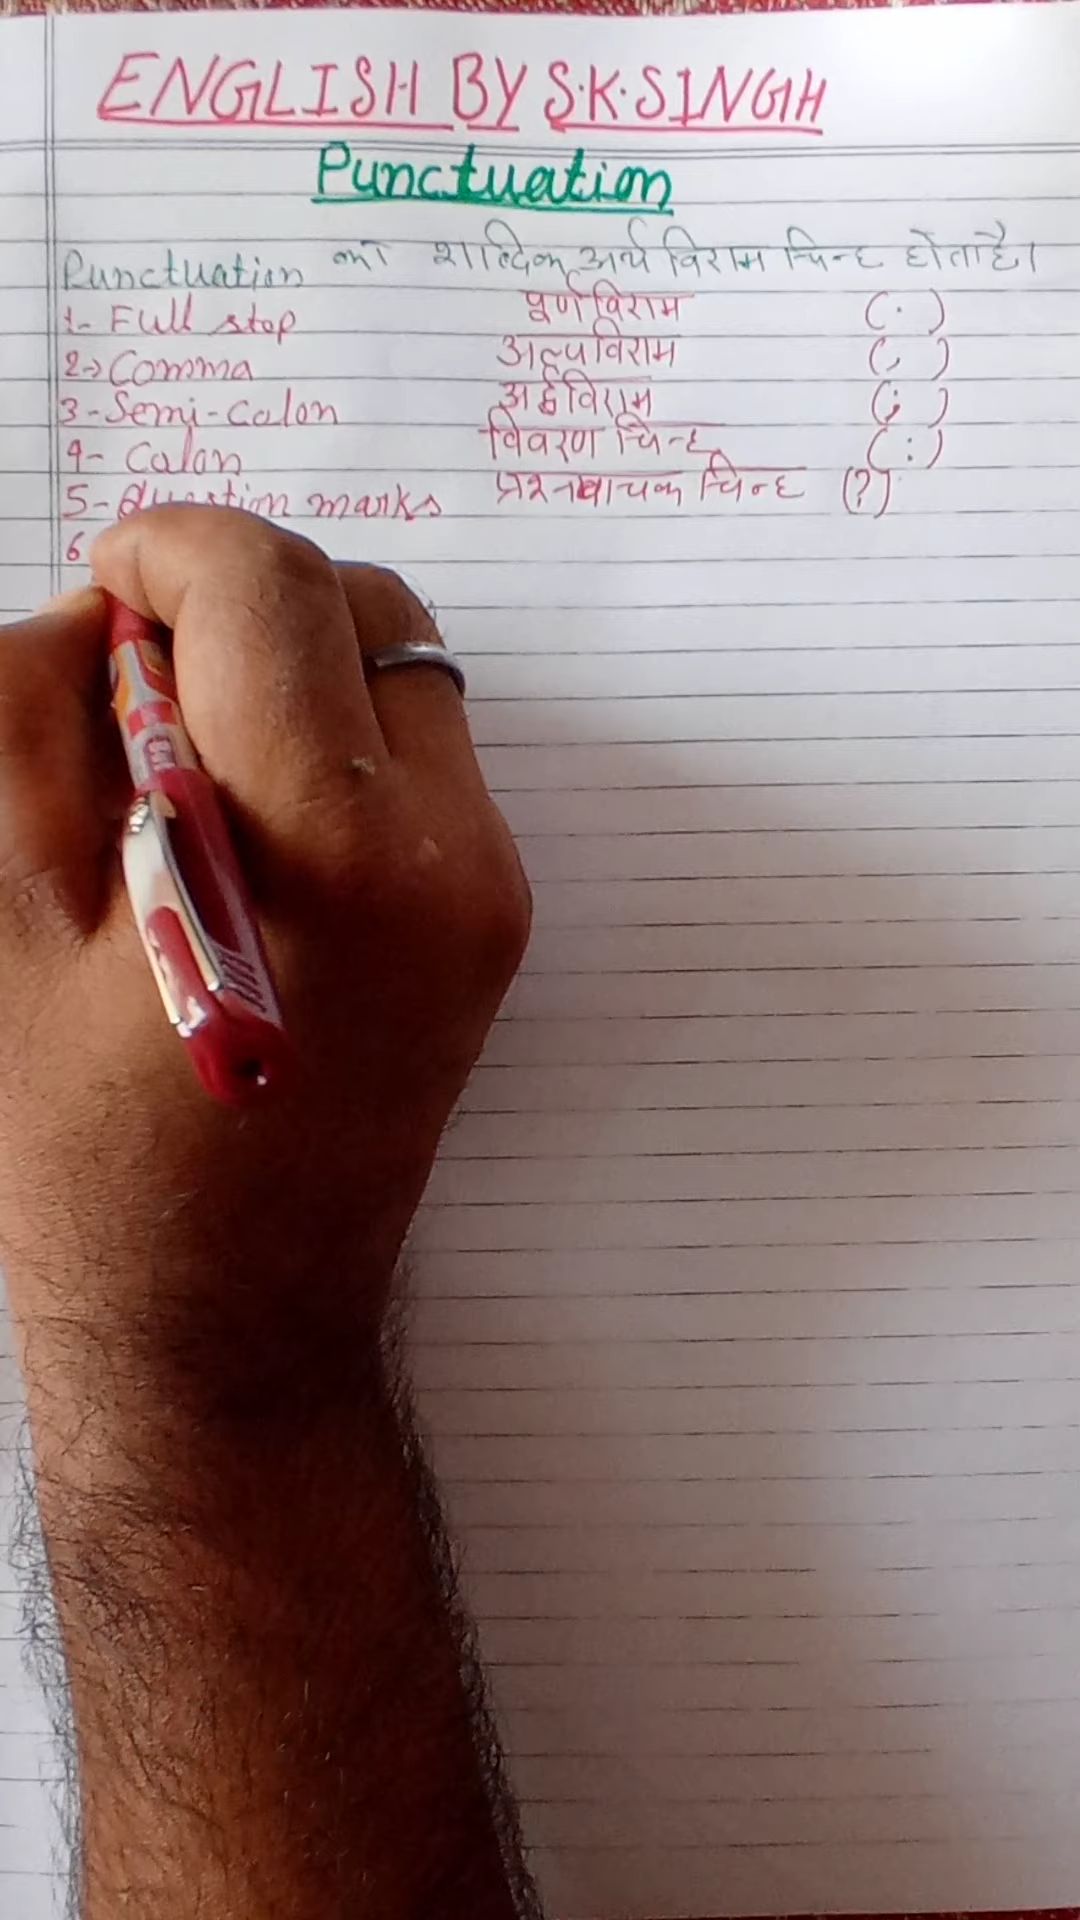 ENGLISH BY S.K.SINGH
Punctuation
Punctuation का शाब्दिक अर्थ विराम चिन्ह होता है।
1- Full stop पूर्ण विराम (.)
2→ Comma अल्पविराम (,)
3- Semi-Colon अर्द्धविराम (;)
4- Colon विवरण चिन्ह (:)
5- Question marks प्रश्नवाचक चिन्ह (?)
6